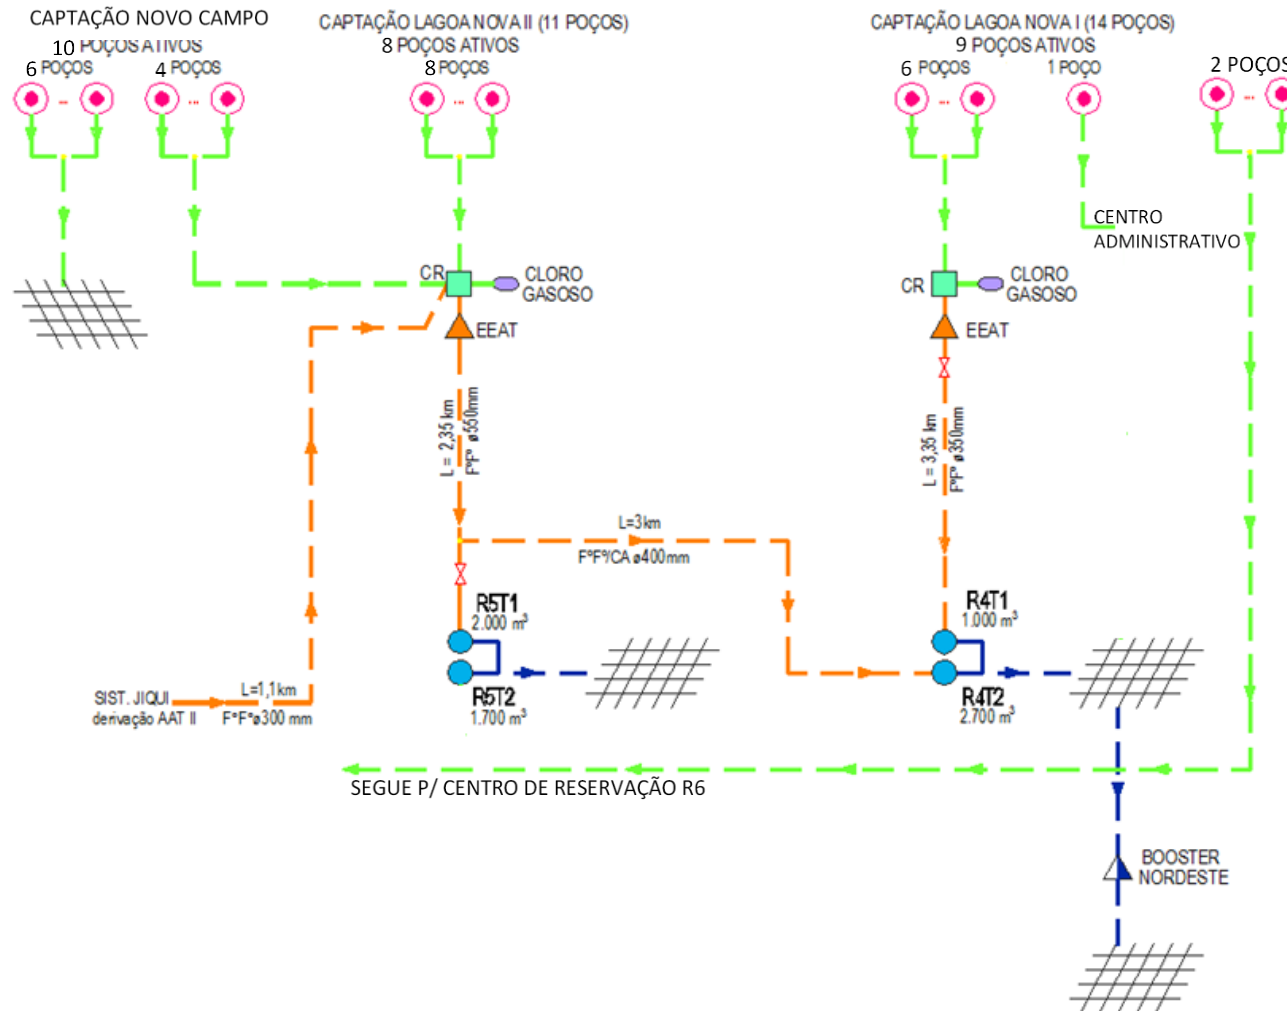 CAPTAÇÃO NOVO CAMPO
10 POÇOS ATIVOS
6 POÇOS
4 POÇOS
CAPTAÇÃO LAGOA NOVA II (11 POÇOS)
8 POÇOS ATIVOS
8 POÇOS
CAPTAÇÃO LAGOA NOVA I (14 POÇOS)
9 POÇOS ATIVOS
6 POÇOS
1 POÇO
2 POÇOS
...
...
...
...
...
CENTRO
ADMINISTRATIVO
CR
CLORO
GASOSO
EEAT
CR
CLORO
GASOSO
EEAT
L = 2,35 km
FºFº ø550mm
L = 3,35 km
FºFº ø350mm
L=3km
FºFº/CA ø400mm
R5T1
2.000 m³
R5T2
1.700 m³
R4T1
1.000 m³
R4T2
2.700 m³
SIST. JIQUI
derivação AAT II
L=1,1km
FºFºø300 mm
SEGUE P/ CENTRO DE RESERVAÇÃO R6
BOOSTER
NORDESTE